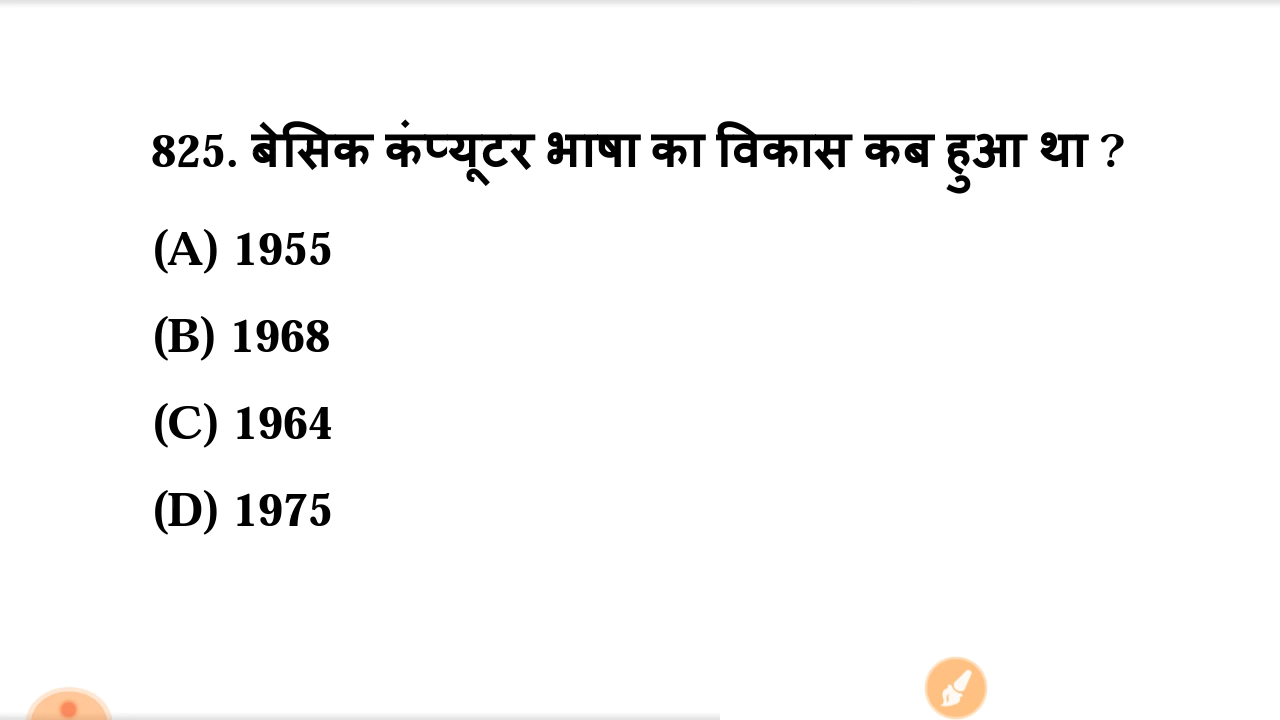 825. बेसिक कंप्यूटर भाषा का विकास कब हुआ था ?
(A) 1955
(B) 1968
(C) 1964
(D) 1975